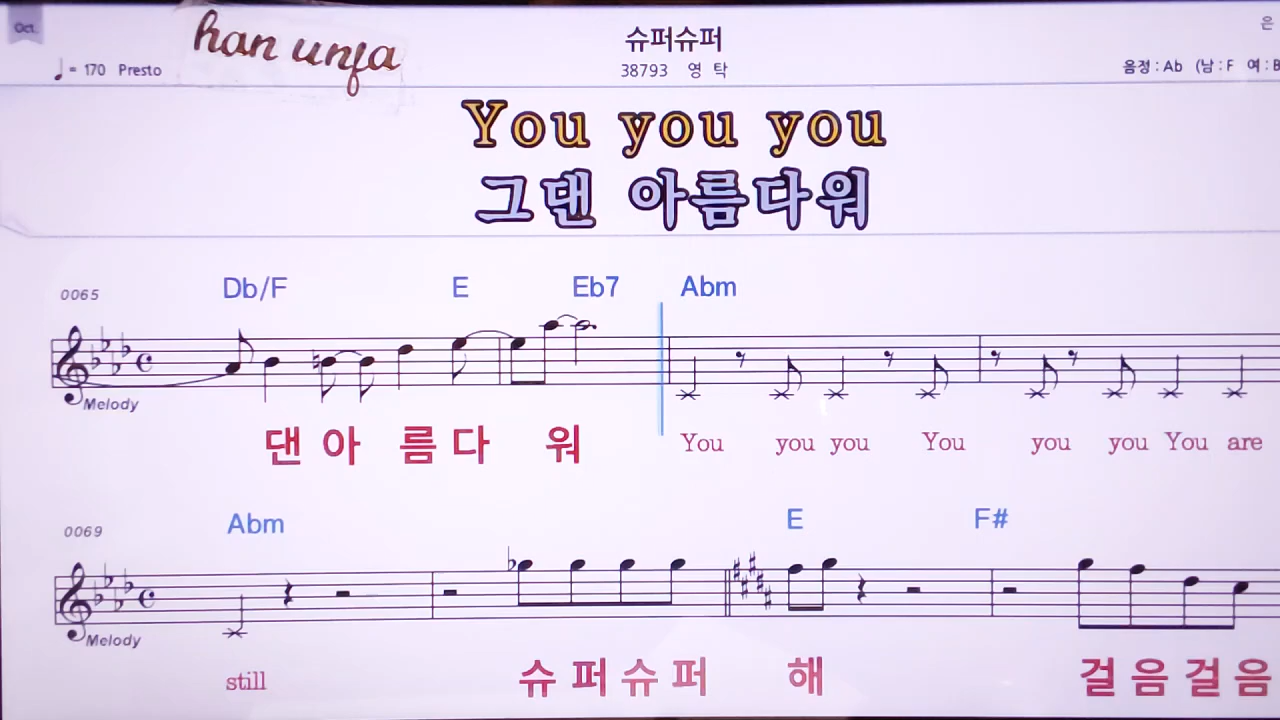 Oct.
han unja
슈퍼슈퍼
은
♩= 170 Presto
38793 영 탁
음정 : Ab (남 : F 여 : B
You you you
그댄 아름다워
0065
Db/F E Eb7 Abm
Melody
댄 아 름 다 워 You you you You you you You are
0069
Abm E F#
Melody
still 슈 퍼 슈 퍼 해 걸 음 걸 음